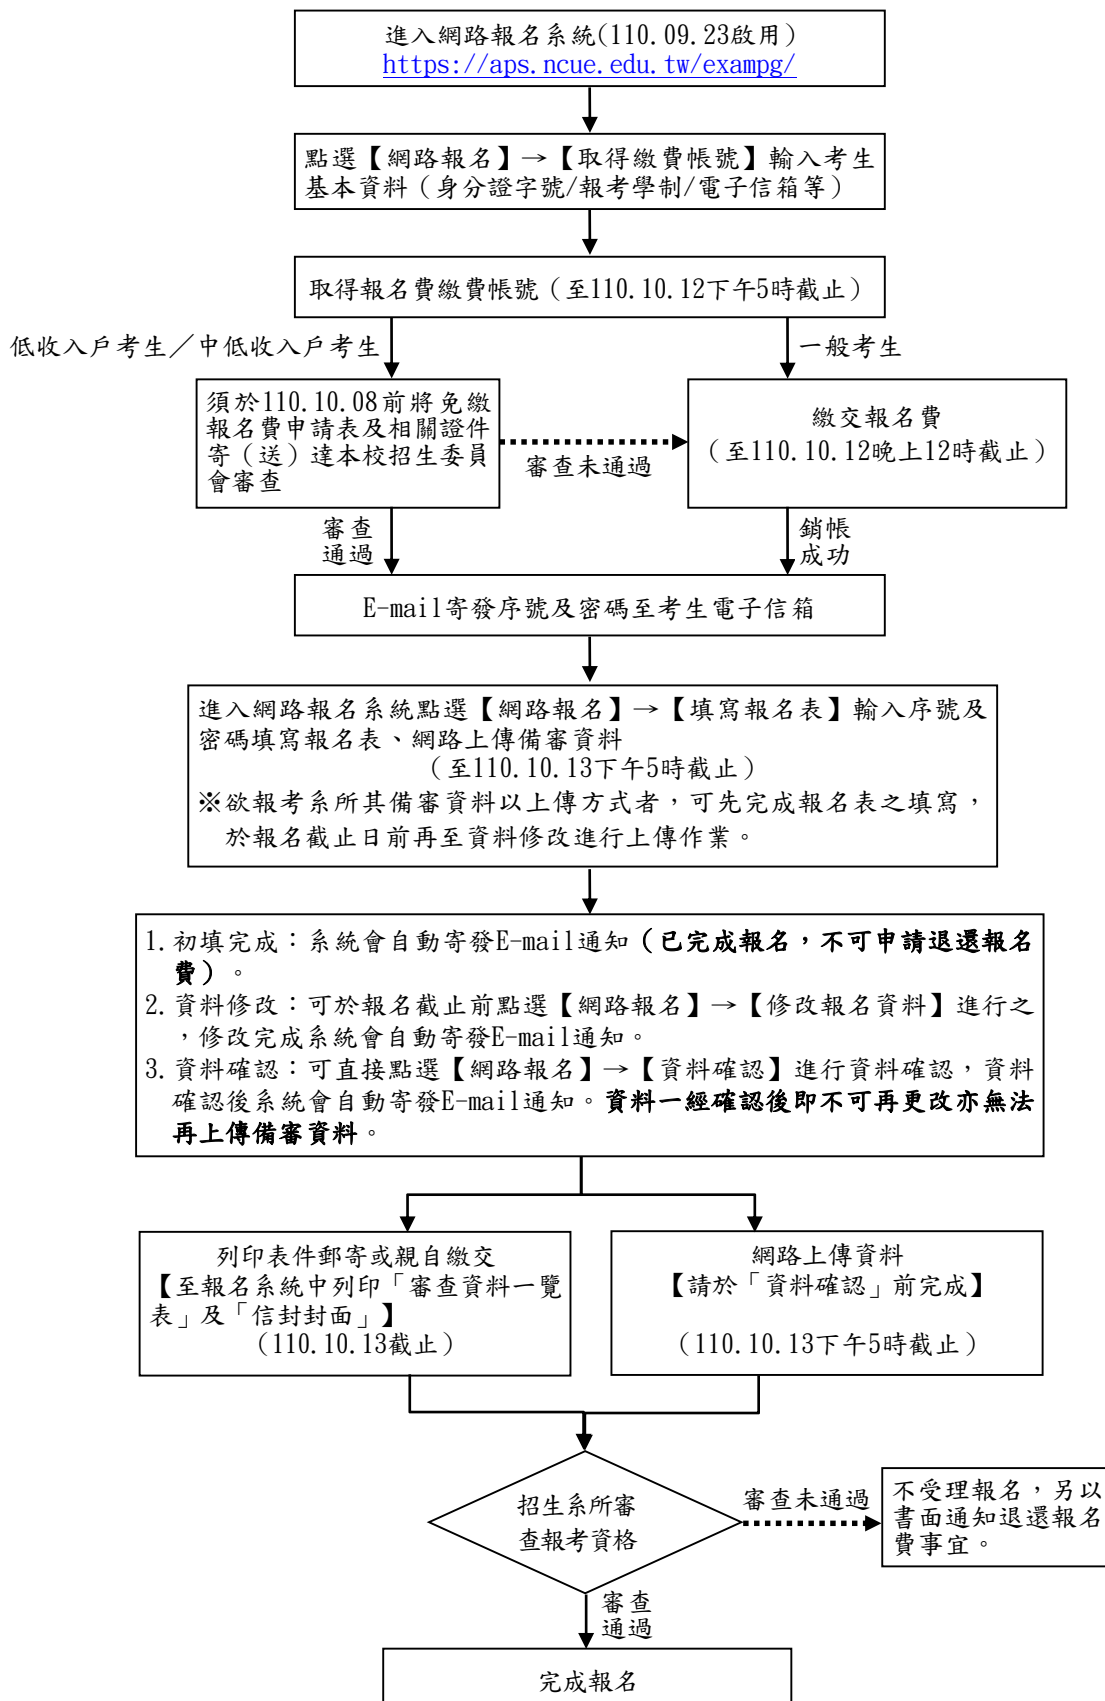 進入網路報名系統(110.09.23啟用)
https://aps.ncue.edu.tw/exampg/
點選【網路報名】→【取得繳費帳號】輸入考生
基本資料（身分證字號/報考學制/電子信箱等）
取得報名費繳費帳號（至110.10.12下午5時截止）
低收入戶考生／中低收入戶考生
一般考生
須於110.10.08前將免繳
報名費申請表及相關證件
寄（送）達本校招生委員
會審查
審查未通過
繳交報名費
（至110.10.12晚上12時截止）
審查
通過
銷帳
成功
E-mail寄發序號及密碼至考生電子信箱
進入網路報名系統點選【網路報名】→【填寫報名表】輸入序號及
密碼填寫報名表、網路上傳備審資料
（至110.10.13下午5時截止）
※欲報考系所其備審資料以上傳方式者，可先完成報名表之填寫，
於報名截止日前再至資料修改進行上傳作業。
1.初填完成：系統會自動寄發E-mail通知（已完成報名，不可申請退還報名
費）。
2.資料修改：可於報名截止前點選【網路報名】→【修改報名資料】進行之
，修改完成系統會自動寄發E-mail通知。
3.資料確認：可直接點選【網路報名】→【資料確認】進行資料確認，資料
確認後系統會自動寄發E-mail通知。資料一經確認後即不可再更改亦無法
再上傳備審資料。
列印表件郵寄或親自繳交
【至報名系統中列印「審查資料一覽
表」及「信封封面」】
（110.10.13截止）
網路上傳資料
【請於「資料確認」前完成】
（110.10.13下午5時截止）
招生系所審
查報考資格
審查未通過
不受理報名，另以
書面通知退還報名
費事宜。
審查
通過
完成報名